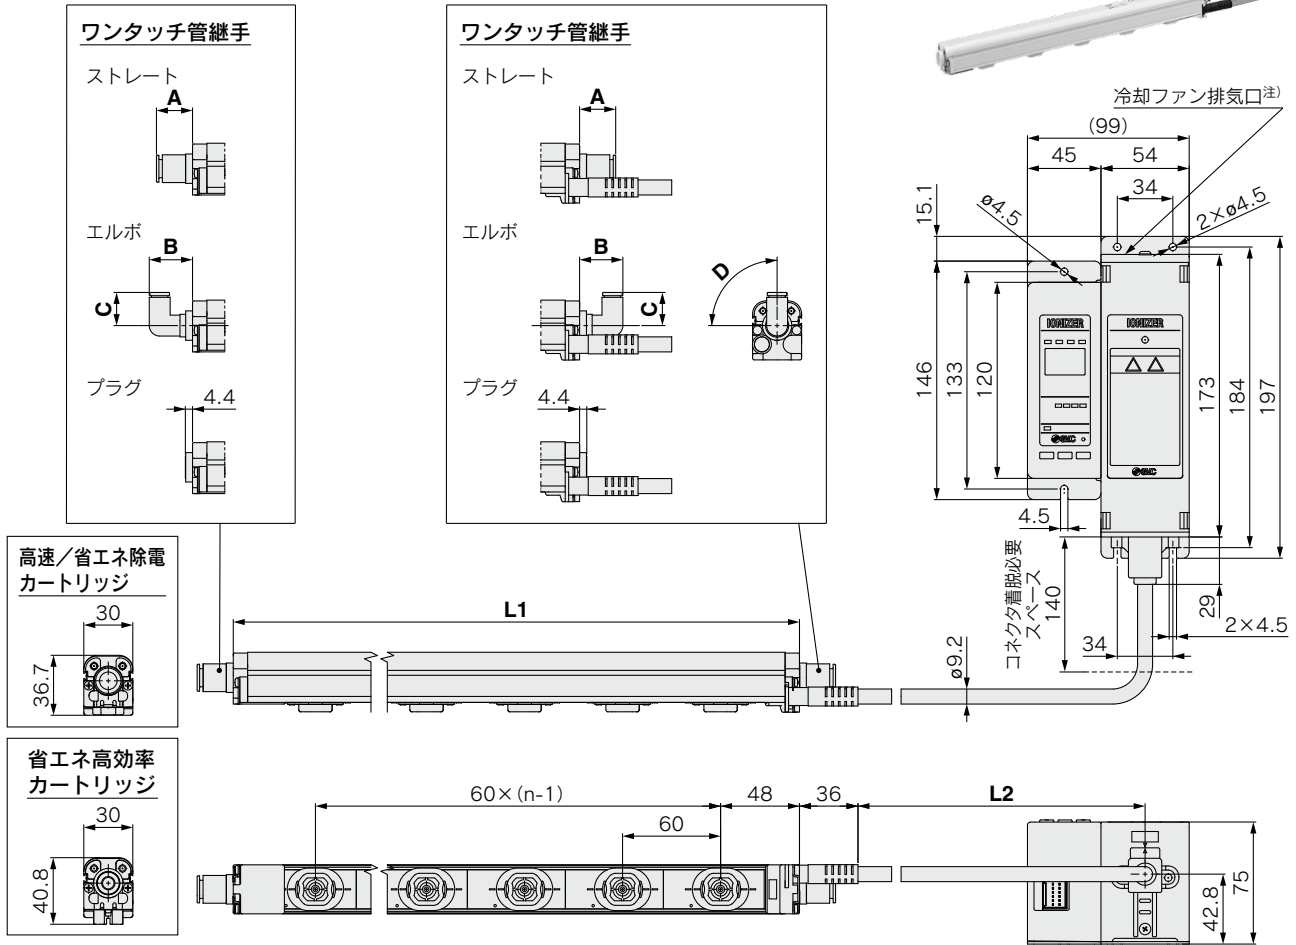 ワンタッチ管継手
ストレート
A
エルボ
B
C
プラグ
4.4
ワンタッチ管継手
ストレート
A
エルボ
B
C
D
プラグ
4.4
冷却ファン排気口注)
(99)
45
54
34
15.1
ø4.5
2×ø4.5
146
133
120
173
184
197
IONIZER
IONIZER
SMC
SMC
4.5
コネクタ着脱必要
スペース
140
29
2×4.5
34
ø9.2
高速／省エネ除電
カートリッジ
30
36.7
L1
省エネ高効率
カートリッジ
30
40.8
60×(n-1)
48
36
L2
60
42.8
75